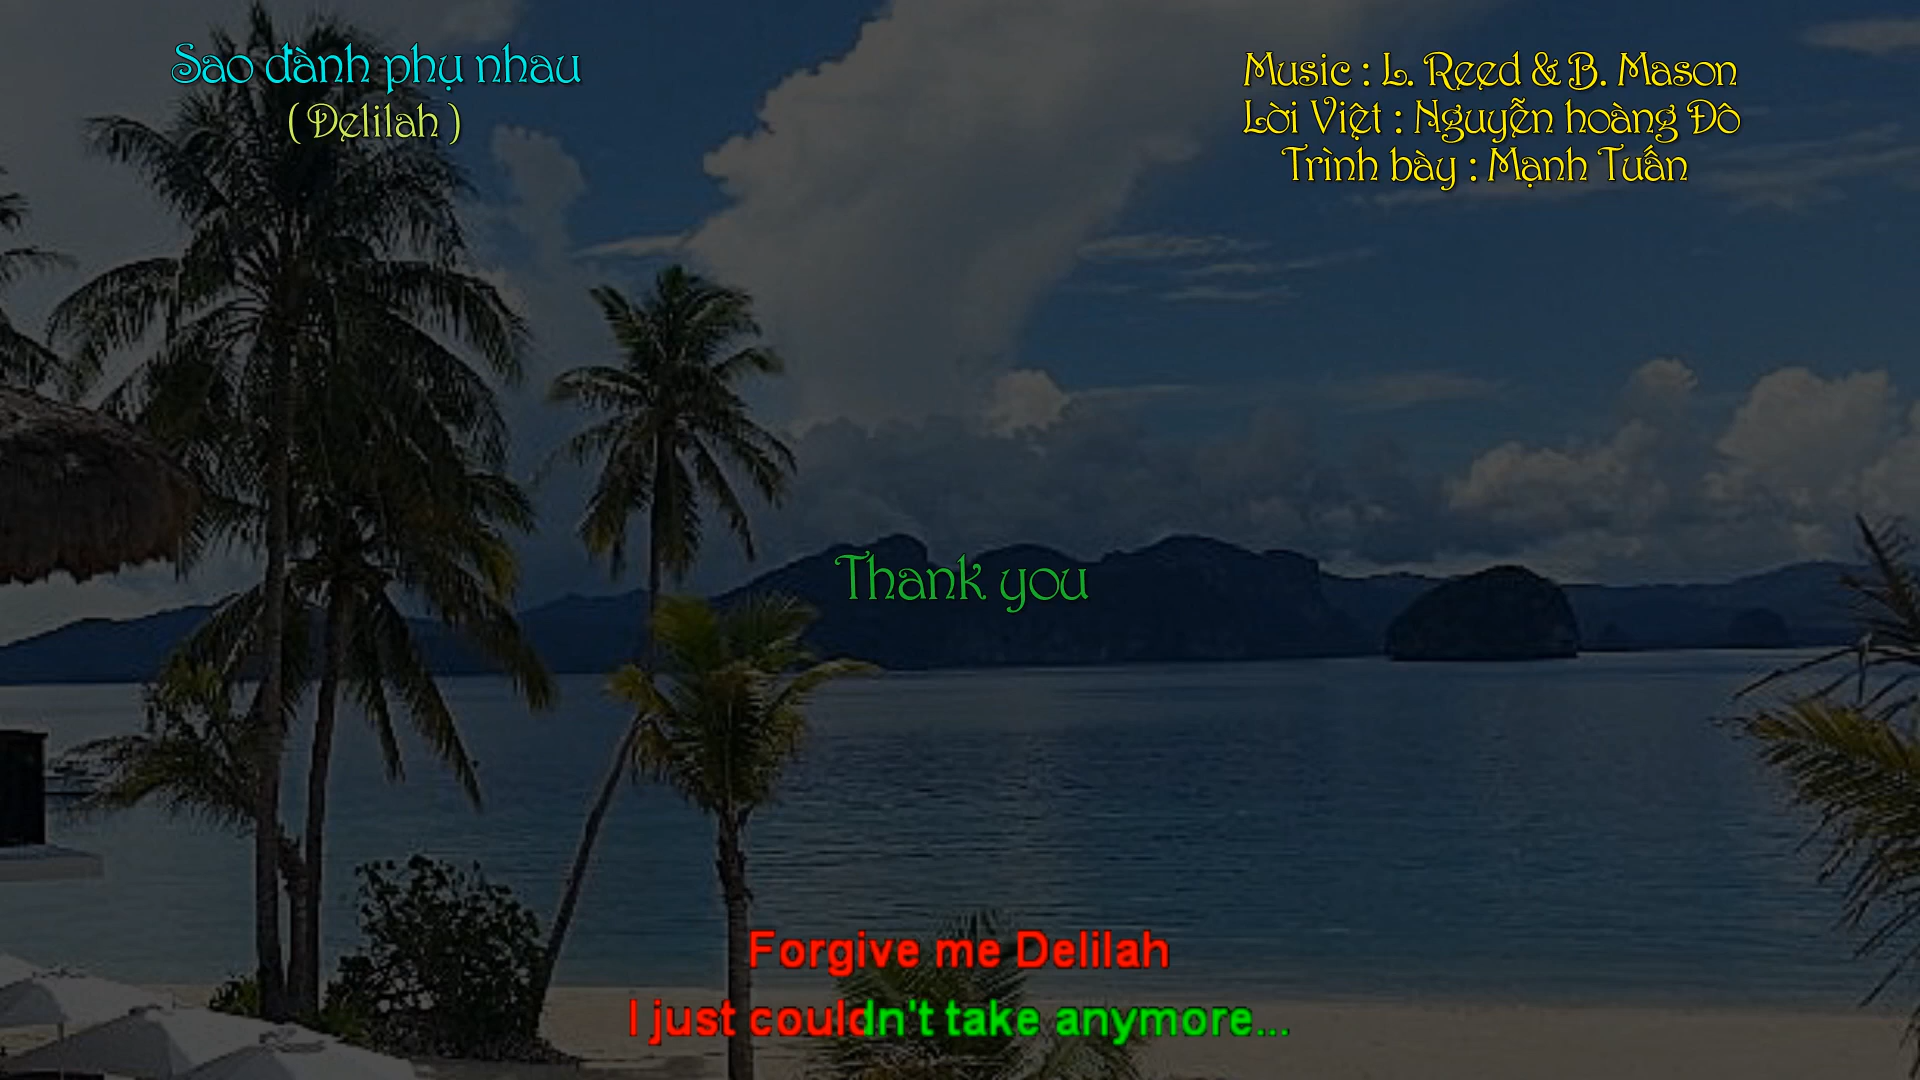 Sao đành phụ nhau
( Delilah )
Music : L. Reed & B. Mason
Lời Việt : Nguyễn hoàng Đô
Trình bày : Mạnh Tuấn
Thank you
Forgive me Delilah
I just couldn't take anymore...